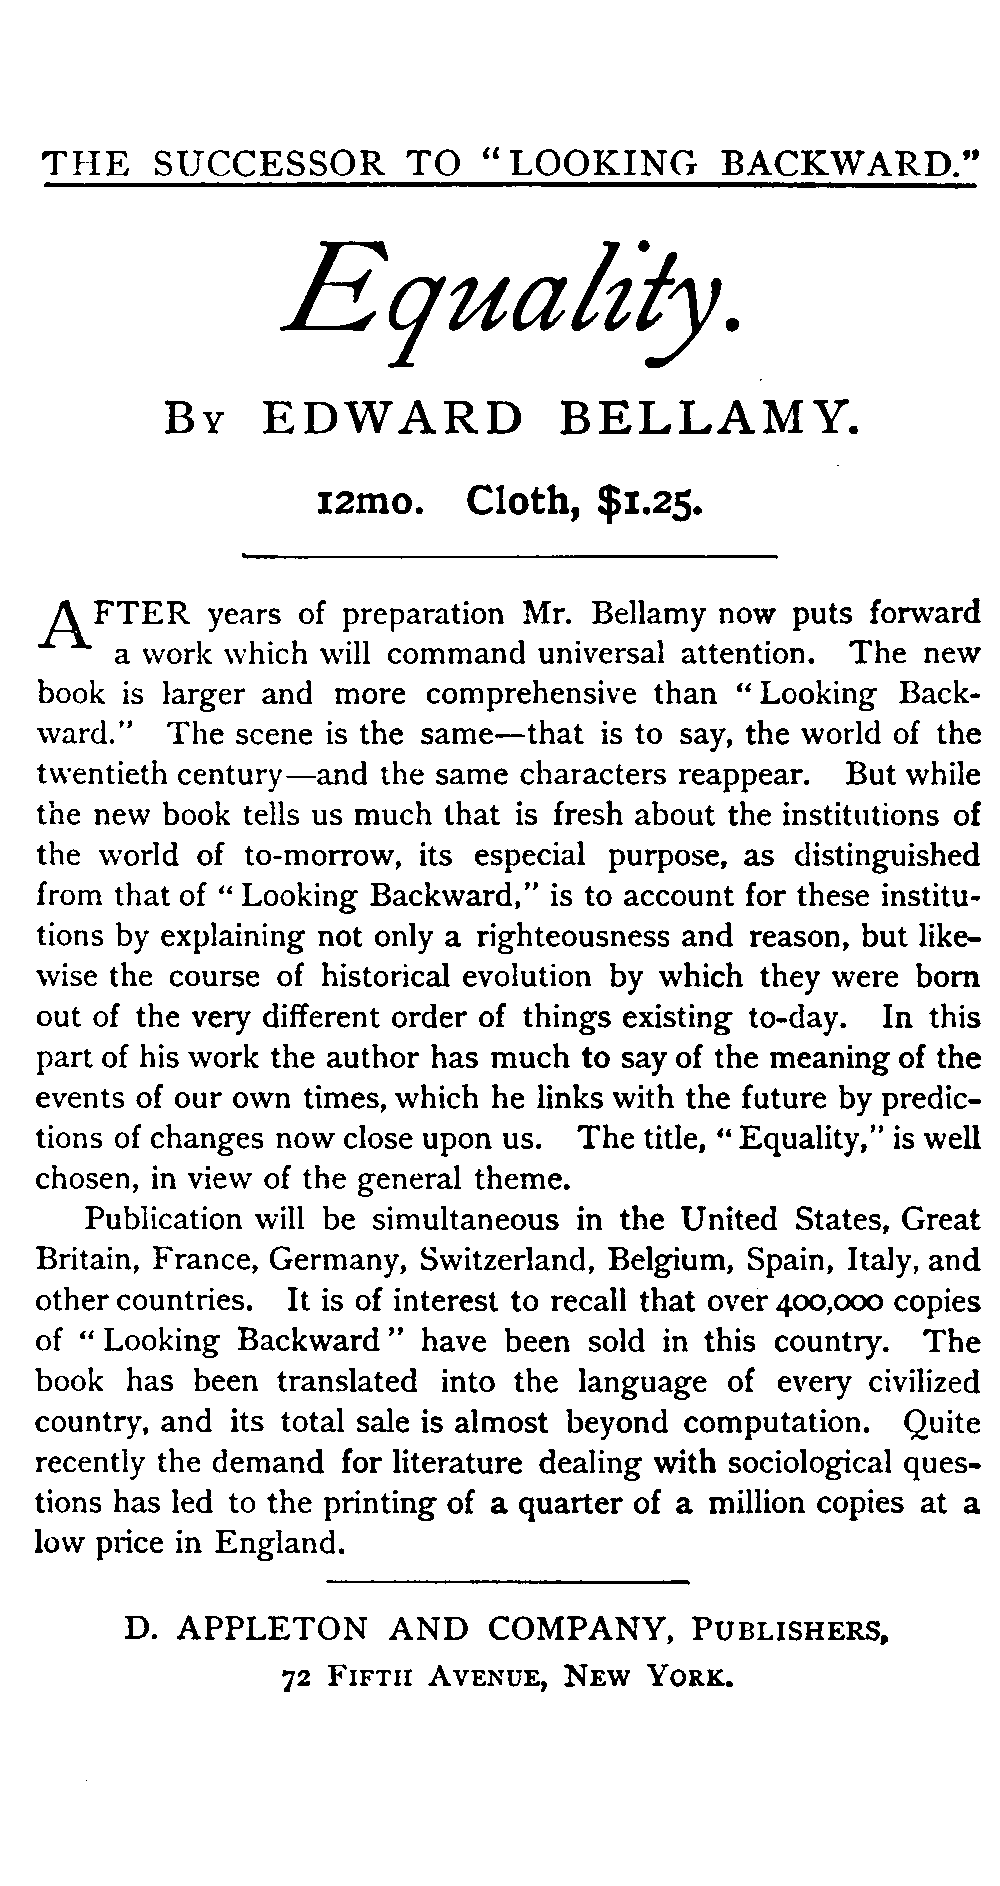 THE SUCCESSOR TO “LOOKING BACKWARD.”
Equality.
By EDWARD BELLAMY.
12mo. Cloth, $1.25.
AFTER years of preparation Mr. Bellamy now puts forward
a work which will command universal attention. The new
book is larger and more comprehensive than “Looking Back-
ward.” The scene is the same—that is to say, the world of the
twentieth century—and the same characters reappear. But while
the new book tells us much that is fresh about the institutions of
the world of to-morrow, its especial purpose, as distinguished
from that of “Looking Backward,” is to account for these institu-
tions by explaining not only a righteousness and reason, but like-
wise the course of historical evolution by which they were born
out of the very different order of things existing to-day. In this
part of his work the author has much to say of the meaning of the
events of our own times, which he links with the future by predic-
tions of changes now close upon us. The title, “Equality,” is well
chosen, in view of the general theme.
Publication will be simultaneous in the United States, Great
Britain, France, Germany, Switzerland, Belgium, Spain, Italy, and
other countries. It is of interest to recall that over 400,000 copies
of “Looking Backward” have been sold in this country. The
book has been translated into the language of every civilized
country, and its total sale is almost beyond computation. Quite
recently the demand for literature dealing with sociological ques-
tions has led to the printing of a quarter of a million copies at a
low price in England.
D. APPLETON AND COMPANY, PUBLISHERS,
72 FIFTH AVENUE, NEW YORK.